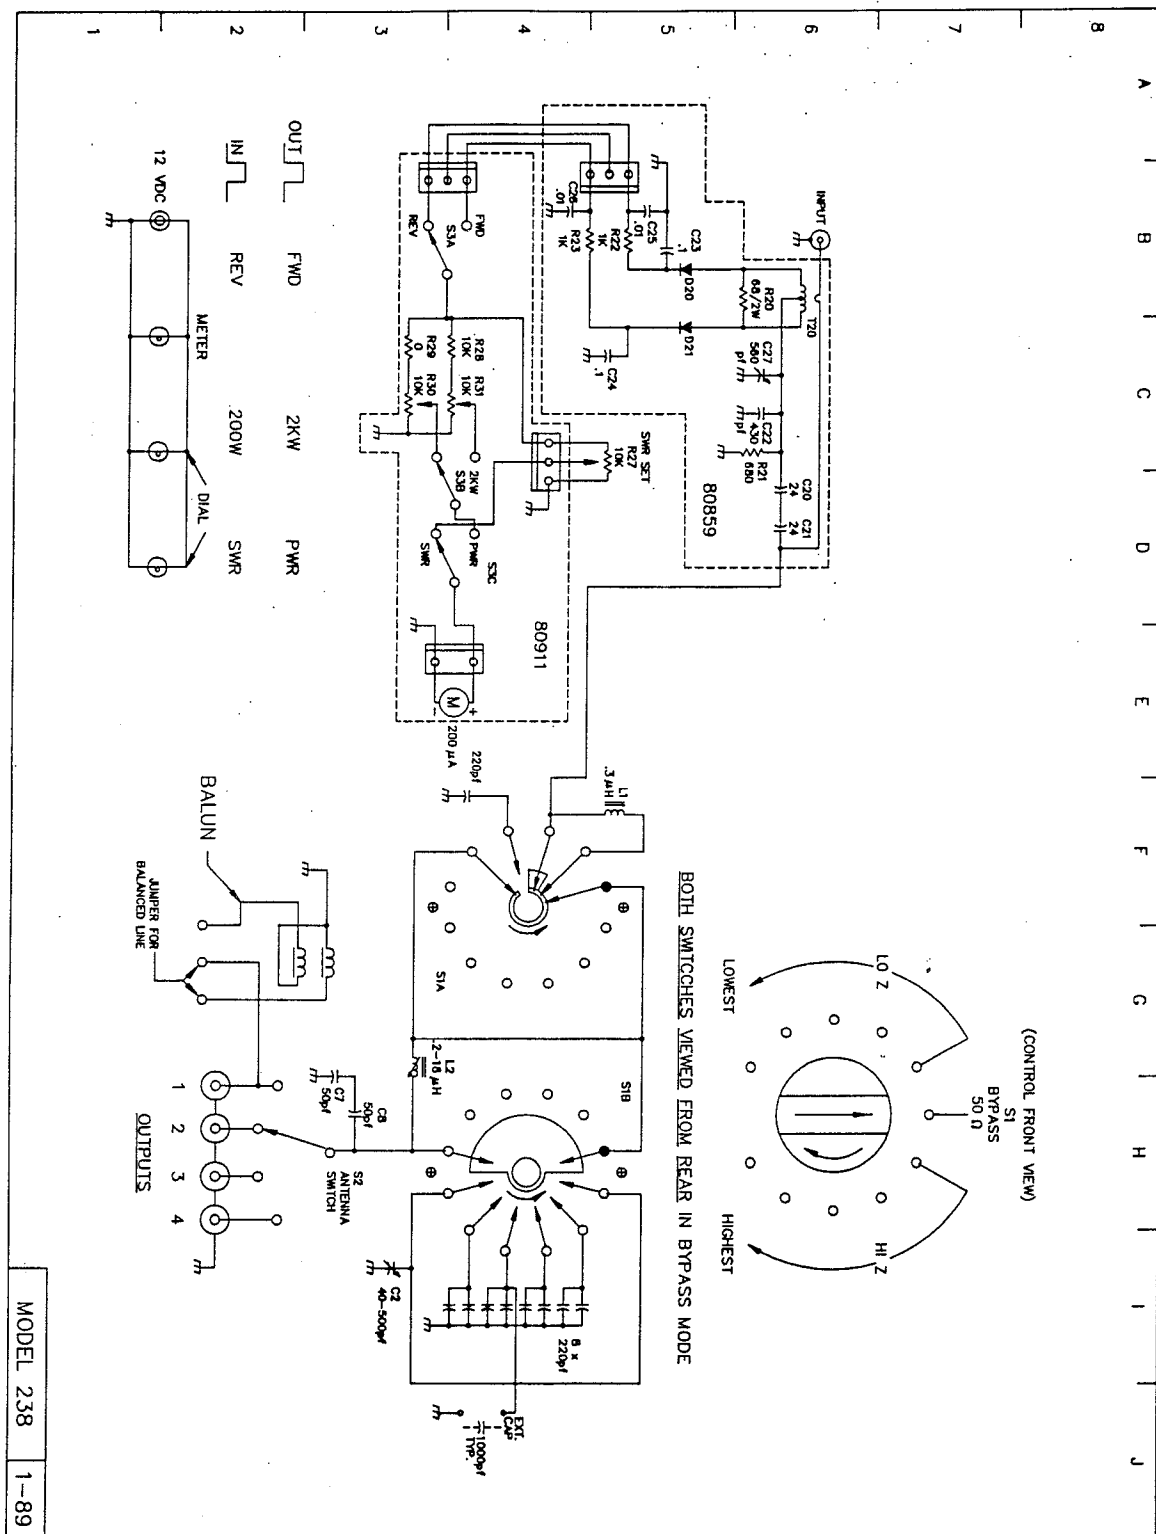 1
2
3
4
5
6
7
8
A
B
C
D
E
F
G
H
I
J
OUT
FWD
2KW
PWR
IN
REV
200W
SWR
12 VDC
METER
DIAL
INPUT
T20
R20
68/2W
C27
580
pf
C22
430
pf
R21
680
C20
24
C21
24
80859
C23
.1
D20
D21
C25
.01
R22
1K
R23
1K
C26
.01
C24
.1
FWD
S3A
REV
R28
10K
R31
10K
R29
0
R30
10K
SWR SET
R27
10K
2KW
S3B
PWR
SWR
S3C
80911
M
+
-
200 µA
220pf
L1
.3 µH
S1A
BOTH SWITCCHES VIEWED FROM REAR IN BYPASS MODE
(CONTROL FRONT VIEW)
S1
BYPASS
50 Ω
LO Z
LOWEST
HI Z
HIGHEST
S1B
L2
.2-18 µH
C8
50pf
C7
50pf
S2
ANTENNA
SWITCH
C2
40-500pf
8 x
220pf
EXT.
CAP
1000pf
TYP.
BALUN
JUMPER FOR
BALANCED LINE
1
2
3
4
OUTPUTS
MODEL 238
1-89